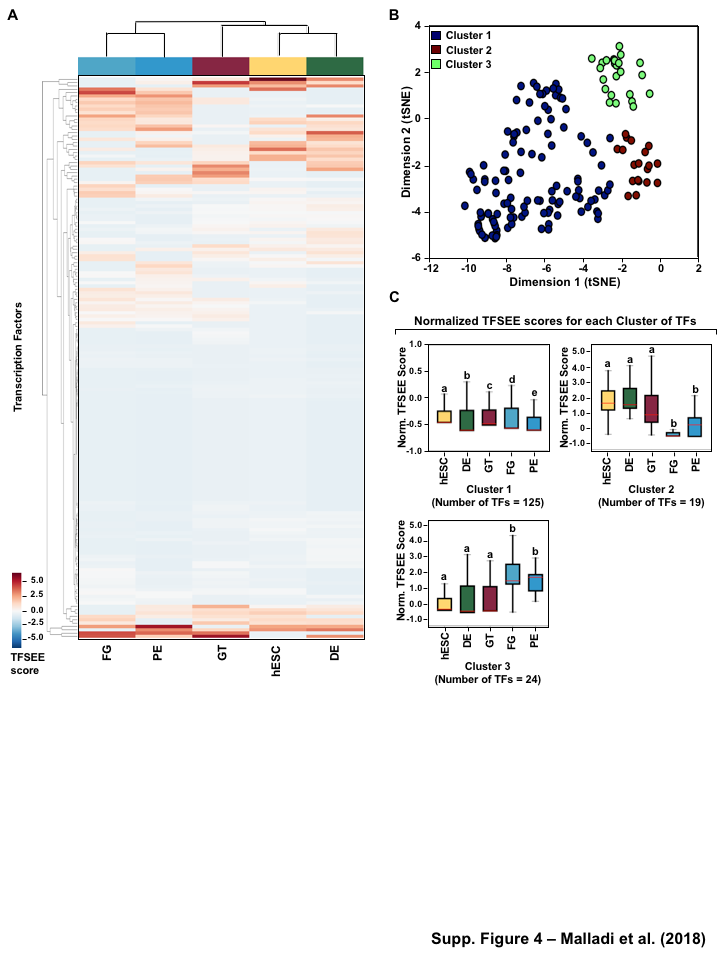 A
Transcription Factors
5.0
2.0
0.0
-2.0
-5.0
TFSEE
score
FG
PE
GT
hESC
DE
B
Cluster 1
Cluster 2
Cluster 3
Dimension 2 (tSNE)
4
2
0
-2
-4
-6
-12
-10
-8
-6
-4
-2
0
2
Dimension 1 (tSNE)
C
Normalized TFSEE scores for each Cluster of TFs
Norm. TFSEE Score
1.0
0.5
0.0
-0.5
-1.0
a
b
c
d
e
hESC
DE
GT
FG
PE
Cluster 1
(Number of TFs = 125)
Norm. TFSEE Score
5.0
4.0
3.0
2.0
1.0
0.0
-1.0
a
a
a
b
b
hESC
DE
GT
FG
PE
Cluster 2
(Number of TFs = 19)
Norm. TFSEE Score
5.0
4.0
3.0
2.0
1.0
0.0
-1.0
a
a
a
b
b
hESC
DE
GT
FG
PE
Cluster 3
(Number of TFs = 24)
Supp. Figure 4 – Malladi et al. (2018)